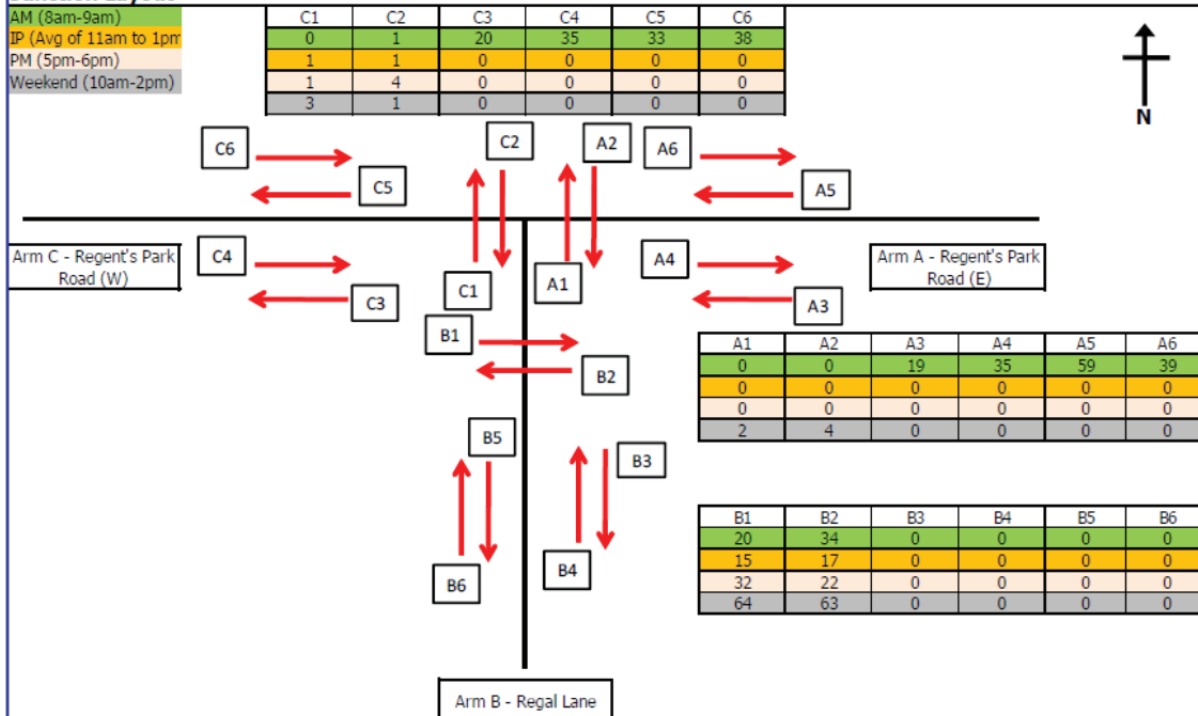 AM (8am-9am)
IP (Avg of 11am to 1pm
PM (5pm-6pm)
Weekend (10am-2pm)
C1 C2 C3 C4 C5 C6
0 1 20 35 33 38
1 1 0 0 0 0
1 4 0 0 0 0
3 1 0 0 0 0
N
C6
C5
C2
A2
A6
A5
Arm C - Regent's Park
Road (W)
C4
C3
C1
A1
A4
A3
Arm A - Regent's Park
Road (E)
B1
B2
A1 A2 A3 A4 A5 A6
0 0 19 35 59 39
0 0 0 0 0 0
0 0 0 0 0 0
2 4 0 0 0 0
B5
B3
B6
B4
B1 B2 B3 B4 B5 B6
20 34 0 0 0 0
15 17 0 0 0 0
32 22 0 0 0 0
64 63 0 0 0 0
Arm B - Regal Lane